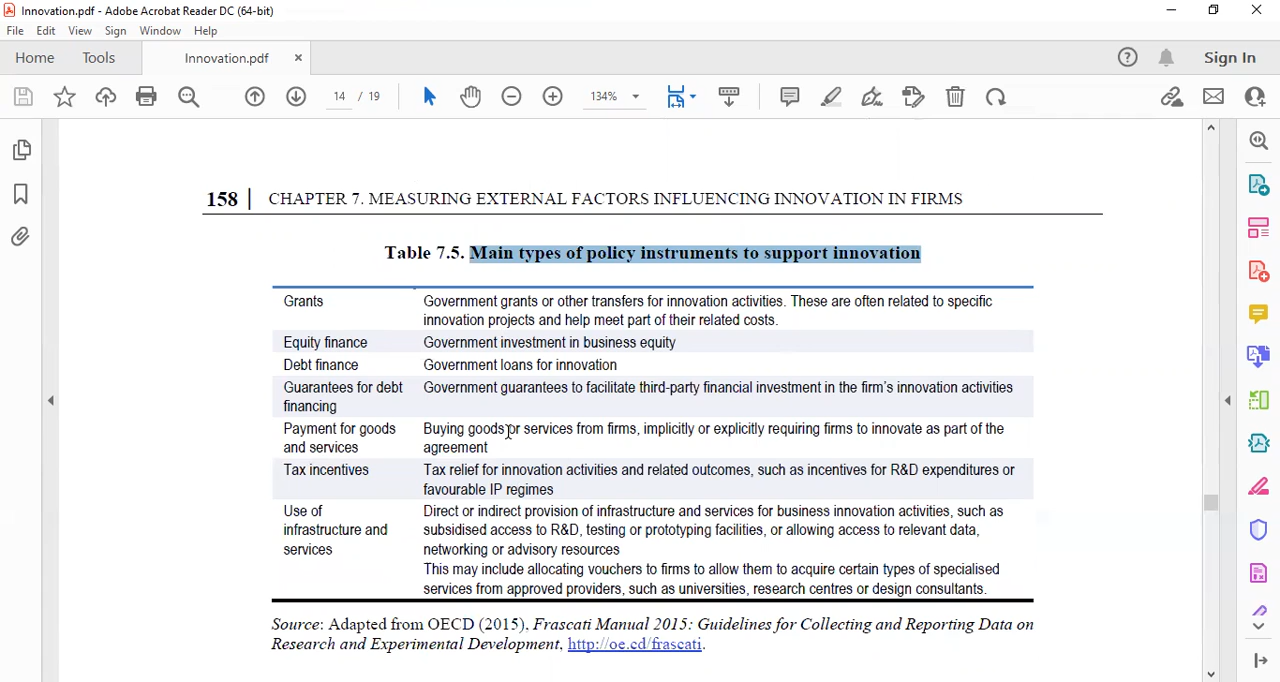 Innovation.pdf - Adobe Acrobat Reader DC (64-bit)
File Edit View Sign Window Help
Home Tools Innovation.pdf × Sign In
14 / 19 134%
158 CHAPTER 7. MEASURING EXTERNAL FACTORS INFLUENCING INNOVATION IN FIRMS
Table 7.5. Main types of policy instruments to support innovation
Grants Government grants or other transfers for innovation activities. These are often related to specific
innovation projects and help meet part of their related costs.
Equity finance Government investment in business equity
Debt finance Government loans for innovation
Guarantees for debt Government guarantees to facilitate third-party financial investment in the firm's innovation activities
financing
Payment for goods Buying goods or services from firms, implicitly or explicitly requiring firms to innovate as part of the
and services agreement
Tax incentives Tax relief for innovation activities and related outcomes, such as incentives for R&D expenditures or
favourable IP regimes
Use of Direct or indirect provision of infrastructure and services for business innovation activities, such as
infrastructure and subsidised access to R&D, testing or prototyping facilities, or allowing access to relevant data,
services networking or advisory resources
This may include allocating vouchers to firms to allow them to acquire certain types of specialised
services from approved providers, such as universities, research centres or design consultants.
Source: Adapted from OECD (2015), Frascati Manual 2015: Guidelines for Collecting and Reporting Data on
Research and Experimental Development, http://oe.cd/frascati.